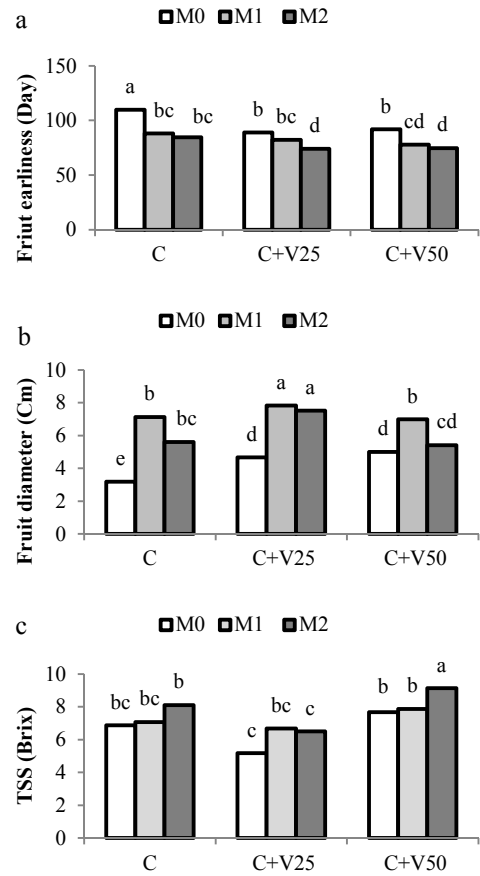 a
M0 M1 M2
Friut earliness (Day)
150
100
50
0
a bc bc b bc d b cd d
C C+V25 C+V50
b
M0 M1 M2
Fruit diameter (Cm)
10
8
6
4
2
0
e b bc d a a d b cd
C C+V25 C+V50
c
M0 M1 M2
TSS (Brix)
10
8
6
4
2
0
bc bc b c bc c b b a
C C+V25 C+V50